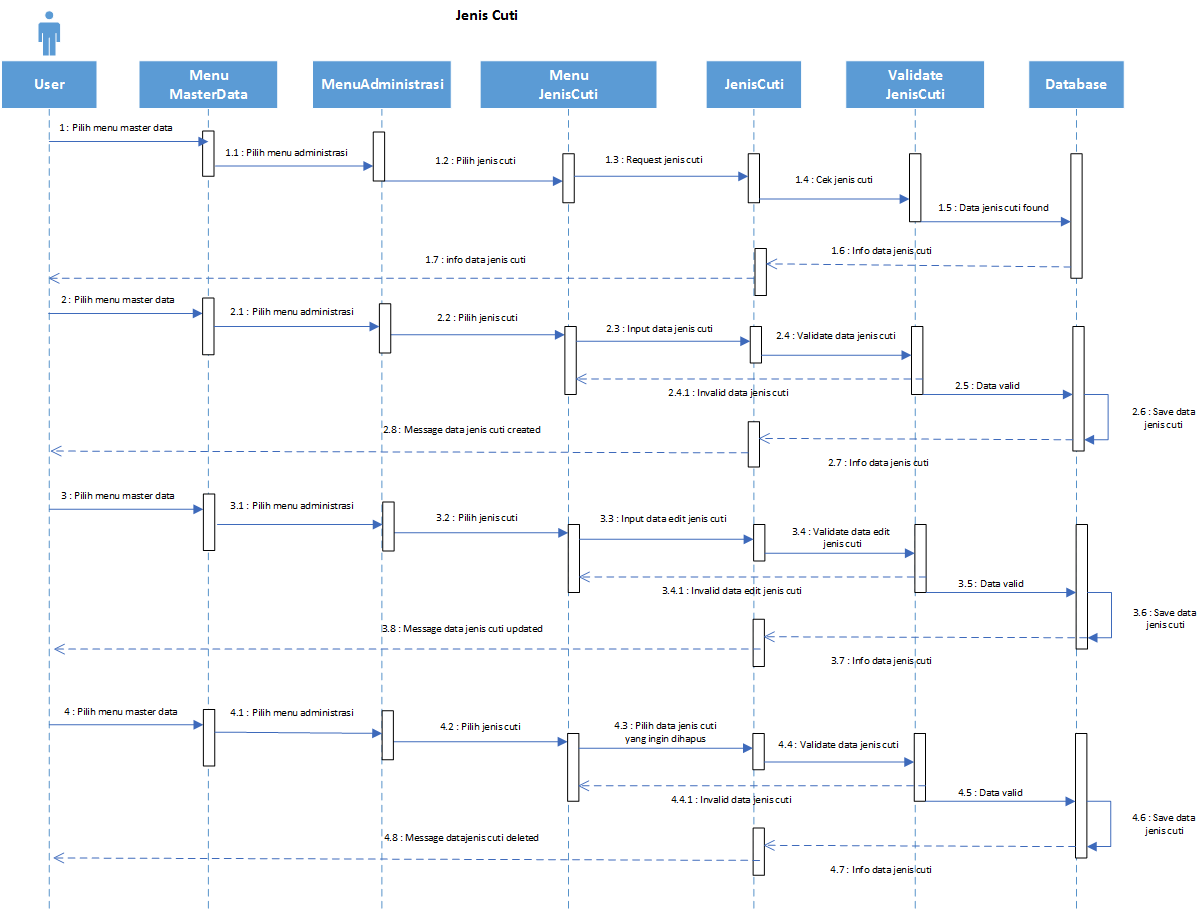 Jenis Cuti
User
Menu
MasterData
MenuAdministrasi
Menu
JenisCuti
JenisCuti
Validate
JenisCuti
Database
1 : Pilih menu master data
1.1 : Pilih menu administrasi
1.2 : Pilih jenis cuti
1.3 : Request jenis cuti
1.4 : Cek jenis cuti
1.5 : Data jenis cuti found
1.6 : Info data jenis cuti
1.7 : info data jenis cuti
2 : Pilih menu master data
2.1 : Pilih menu administrasi
2.2 : Pilih jenis cuti
2.3 : Input data jenis cuti
2.4 : Validate data jenis cuti
2.4.1 : Invalid data jenis cuti
2.5 : Data valid
2.6 : Save data
jenis cuti
2.8 : Message data jenis cuti created
2.7 : Info data jenis cuti
3 : Pilih menu master data
3.1 : Pilih menu administrasi
3.2 : Pilih jenis cuti
3.3 : Input data edit jenis cuti
3.4 : Validate data edit
jenis cuti
3.4.1 : Invalid data edit jenis cuti
3.5 : Data valid
3.6 : Save data
jenis cuti
3.8 : Message data jenis cuti updated
3.7 : Info data jenis cuti
4 : Pilih menu master data
4.1 : Pilih menu administrasi
4.2 : Pilih jenis cuti
4.3 : Pilih data jenis cuti
yang ingin dihapus
4.4 : Validate data jenis cuti
4.4.1 : Invalid data jenis cuti
4.5 : Data valid
4.6 : Save data
jenis cuti
4.8 : Message datajenis cuti deleted
4.7 : Info data jenis cuti